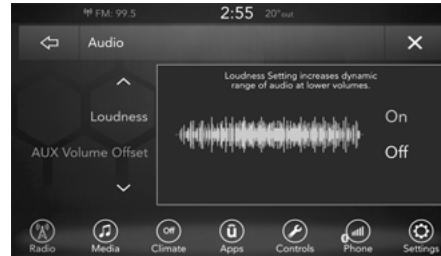 FM: 99.5
2:55
20°out
Audio
Loudness Setting increases dynamic
range of audio at lower volumes.
Loudness
On
AUX Volume Offset
Off
Radio
Media
Off
Climate
ū
Apps
Controls
Phone
Settings